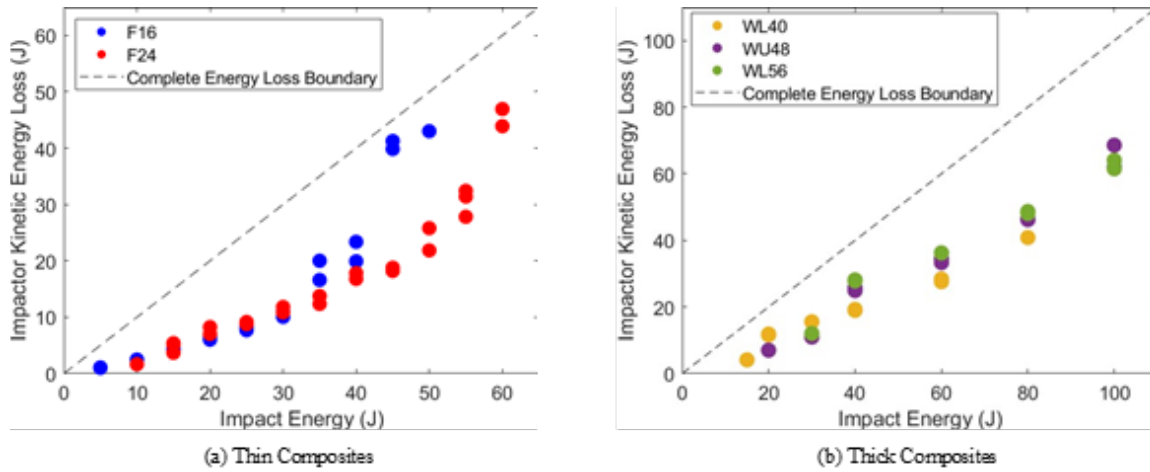 60
50
40
30
20
10
0
Impactor Kinetic Energy Loss (J)
F16
F24
Complete Energy Loss Boundary
0 10 20 30 40 50 60
Impact Energy (J)
(a) Thin Composites
100
80
60
40
20
0
Impactor Kinetic Energy Loss (J)
WL40
WU48
WL56
Complete Energy Loss Boundary
0 20 40 60 80 100
Impact Energy (J)
(b) Thick Composites